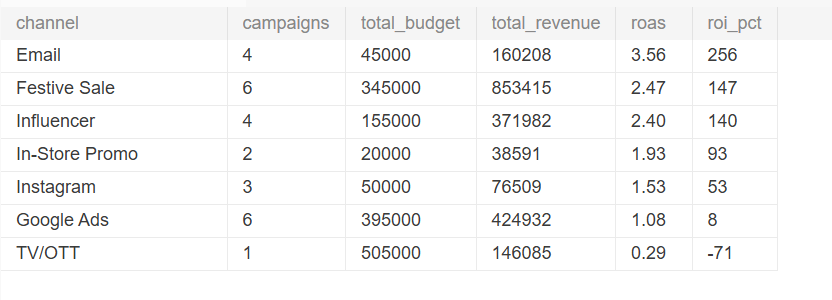 channel campaigns total_budget total_revenue roas roi_pct
Email 4 45000 160208 3.56 256
Festive Sale 6 345000 853415 2.47 147
Influencer 4 155000 371982 2.40 140
In-Store Promo 2 20000 38591 1.93 93
Instagram 3 50000 76509 1.53 53
Google Ads 6 395000 424932 1.08 8
TV/OTT 1 505000 146085 0.29 -71